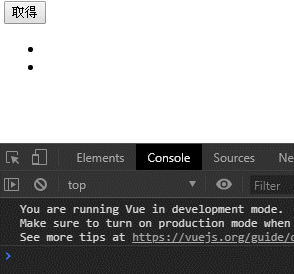 取得
Elements Console Sources
top Filter
You are running Vue in development mode.
Make sure to turn on production mode when
See more tips at https://vuejs.org/guide/